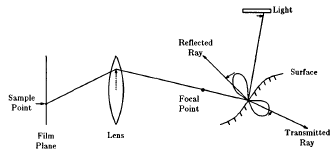 Light
Reflected
Ray
Surface
Sample
Point
Focal
Point
Film
Plane
Lens
Transmitted
Ray